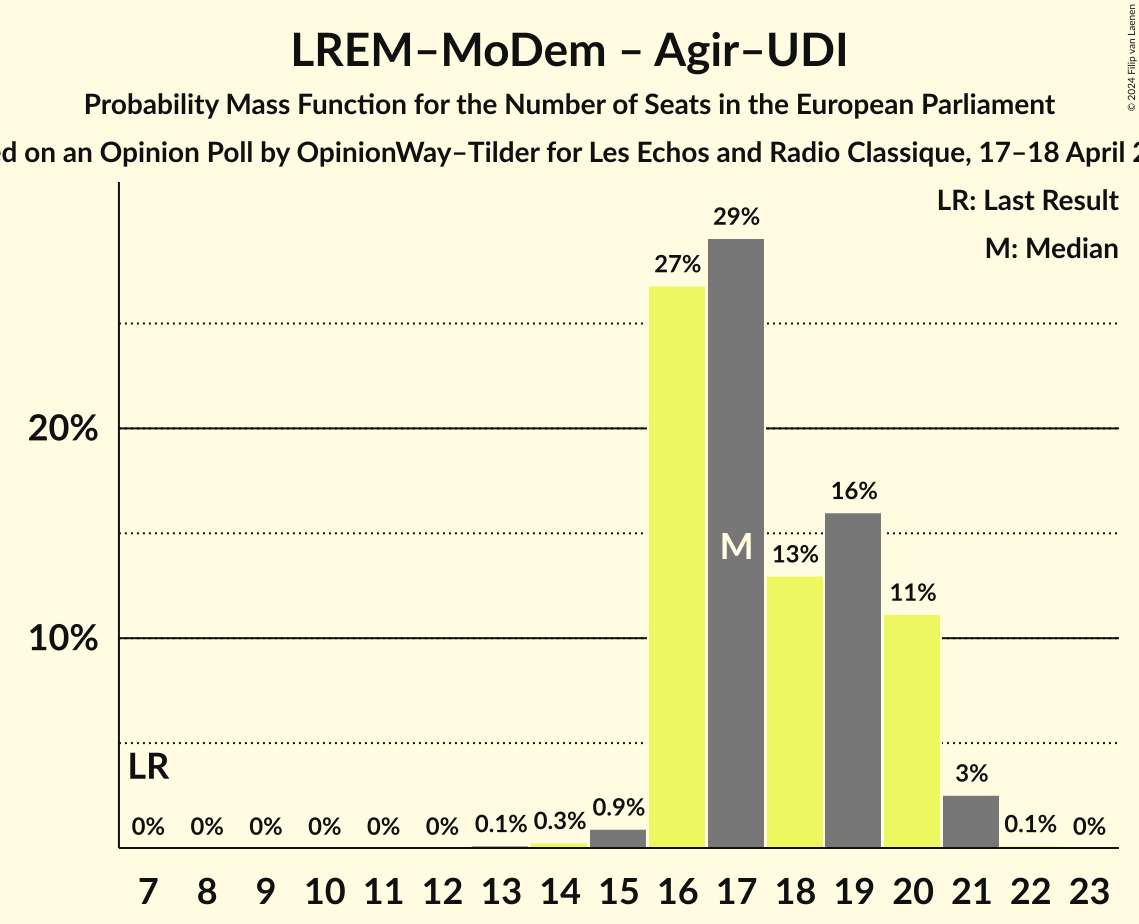 LREM–MoDem – Agir–UDI
Probability Mass Function for the Number of Seats in the European Parliament
on an Opinion Poll by OpinionWay–Tilder for Les Echos and Radio Classique, 17–18 April
© 2024 Filip van Laenen
LR: Last Result
M: Median
29%
27%
20%
16%
M
13%
11%
10%
LR
3%
0% 0% 0% 0% 0% 0% 0.1% 0.3% 0.9% 0.1% 0%
7 8 9 10 11 12 13 14 15 16 17 18 19 20 21 22 23